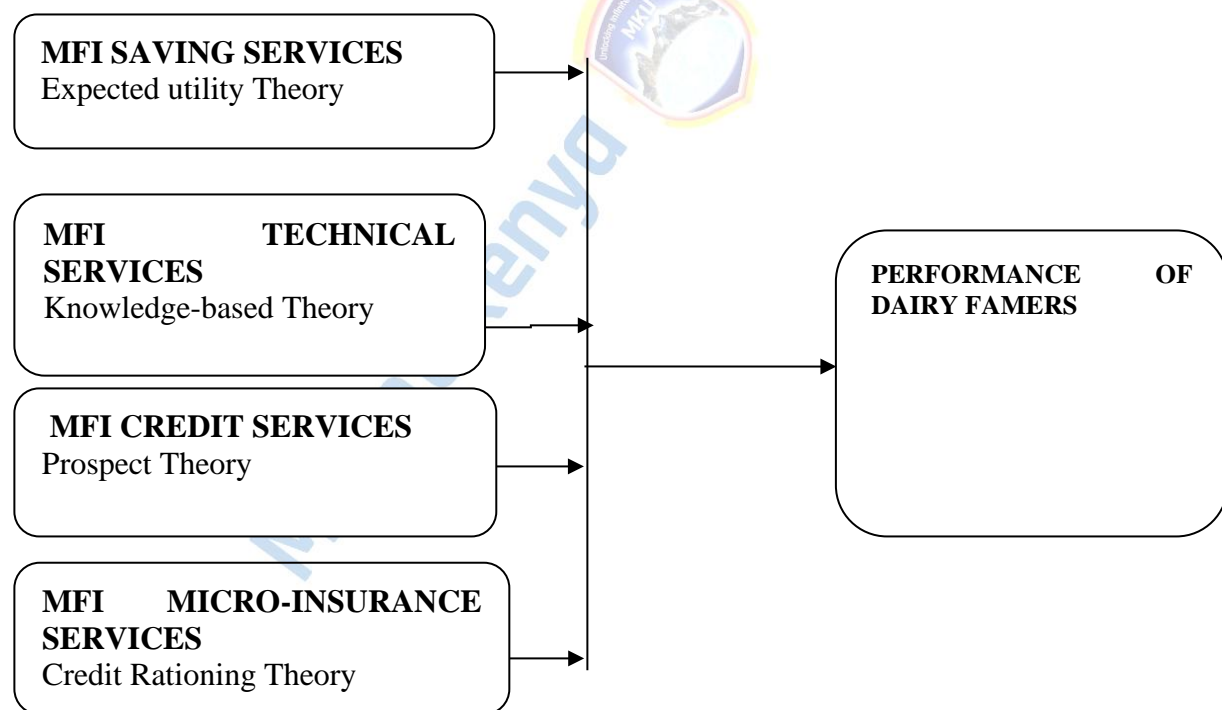 MFI SAVING SERVICES
Expected utility Theory
MFI TECHNICAL
SERVICES
Knowledge-based Theory
MFI CREDIT SERVICES
Prospect Theory
MFI MICRO-INSURANCE
SERVICES
Credit Rationing Theory
PERFORMANCE OF
DAIRY FAMERS
MKU